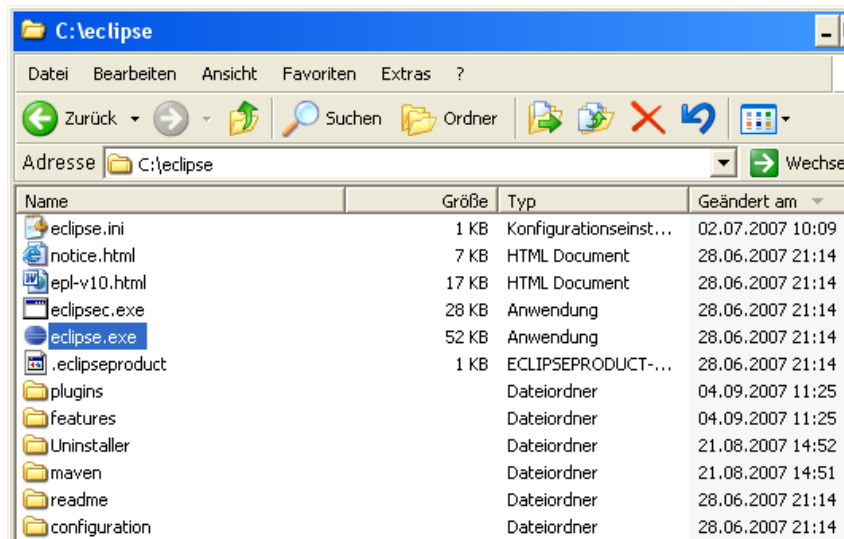 C:\eclipse
Datei Bearbeiten Ansicht Favoriten Extras ?
Zurück Suchen Ordner
Adresse C:\eclipse Wechse
Name Größe Typ Geändert am
eclipse.ini 1 KB Konfigurationseinst... 02.07.2007 10:09
notice.html 7 KB HTML Document 28.06.2007 21:14
epl-v10.html 17 KB HTML Document 28.06.2007 21:14
eclipsec.exe 28 KB Anwendung 28.06.2007 21:14
eclipse.exe 52 KB Anwendung 28.06.2007 21:14
.eclipseproduct 1 KB ECLIPSEPRODUCT-... 28.06.2007 21:14
plugins Dateiordner 04.09.2007 11:25
features Dateiordner 04.09.2007 11:25
Uninstaller Dateiordner 21.08.2007 14:52
maven Dateiordner 21.08.2007 14:51
readme Dateiordner 28.06.2007 21:14
configuration Dateiordner 28.06.2007 21:14